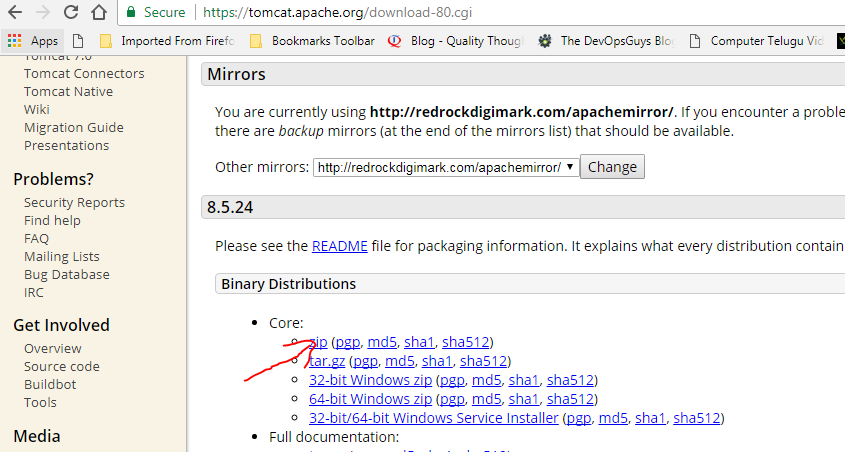 Secure https://tomcat.apache.org/download-80.cgi
Apps Imported From Firefo Bookmarks Toolbar Blog - Quality Though The DevOpsGuys Blo Computer Telugu Vid
Tomcat 7.0
Tomcat Connectors
Tomcat Native
Wiki
Migration Guide
Presentations
Problems?
Security Reports
Find help
FAQ
Mailing Lists
Bug Database
IRC
Get Involved
Overview
Source code
Buildbot
Tools
Media
Mirrors
You are currently using http://redrockdigimark.com/apachemirror/. If you encounter a proble
there are backup mirrors (at the end of the mirrors list) that should be available.
Other mirrors: http://redrockdigimark.com/apachemirror/ Change
8.5.24
Please see the README file for packaging information. It explains what every distribution contain
Binary Distributions
Core:
zip (pgp, md5, sha1, sha512)
tar.gz (pgp, md5, sha1, sha512)
32-bit Windows zip (pgp, md5, sha1, sha512)
64-bit Windows zip (pgp, md5, sha1, sha512)
32-bit/64-bit Windows Service Installer (pgp, md5, sha1, sha512)
Full documentation: